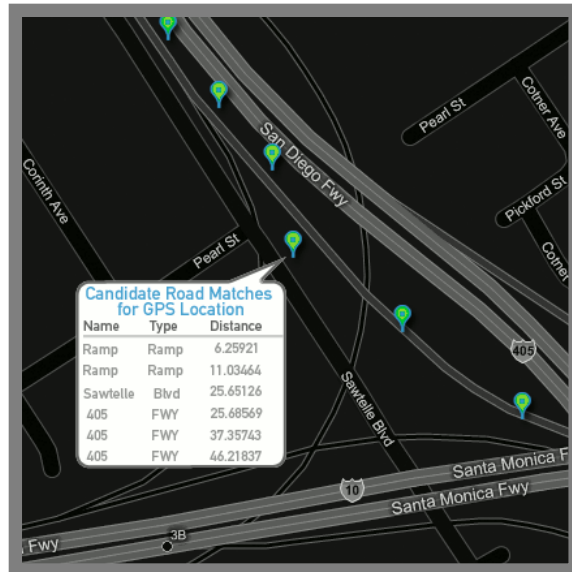 Pearl St
Cotner Ave
San Diego Fwy
Corinth Ave
Pickford St
Pearl St
Cotner
Candidate Road Matches
for GPS Location
Name Type Distance
Ramp Ramp 6.25921
Ramp Ramp 11.03464
Sawtelle Blvd 25.65126
405 FWY 25.68569
405 FWY 37.35743
405 FWY 46.21837
405
Sawtelle Blvd
Santa Monica F
10
Santa Monica Fwy
3B
Fwy